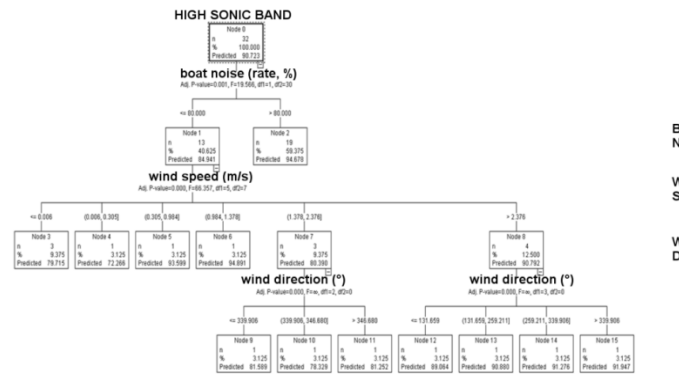 HIGH SONIC BAND
Node 0
n 32
% 100.000
Predicted 90.723
boat noise (rate, %)
Adj. P-value=0.001, F=19.566, df1=1, df2=30
<= 80.000
> 80.000
Node 1
n 13
% 40.625
Predicted 84.941
Node 2
n 19
% 59.375
Predicted 94.679
wind speed (m/s)
Adj. P-value=0.000, F=66.357, df1=5, df2=7
<= 0.006
(0.006, 0.305]
(0.305, 0.984]
(0.984, 1.378]
(1.378, 2.376]
> 2.376
Node 3
n 3
% 9.375
Predicted 79.715
Node 4
n 1
% 3.125
Predicted 72.266
Node 5
n 1
% 3.125
Predicted 93.599
Node 6
n 1
% 3.125
Predicted 94.891
Node 7
n 3
% 9.375
Predicted 80.390
Node 8
n 4
% 12.500
Predicted 90.792
wind direction (°)
Adj. P-value=0.000, F=∞, df1=2, df2=0
wind direction (°)
Adj. P-value=0.000, F=∞, df1=3, df2=0
<= 339.906
(339.906, 346.680]
> 346.680
<= 131.659
(131.659, 259.211]
(259.211, 339.906]
> 339.906
Node 9
n 1
% 3.125
Predicted 81.589
Node 10
n 1
% 3.125
Predicted 78.329
Node 11
n 1
% 3.125
Predicted 81.252
Node 12
n 1
% 3.125
Predicted 89.064
Node 13
n 1
% 3.125
Predicted 90.880
Node 14
n 1
% 3.125
Predicted 91.276
Node 15
n 1
% 3.125
Predicted 91.947
B
N
W
S
W
D